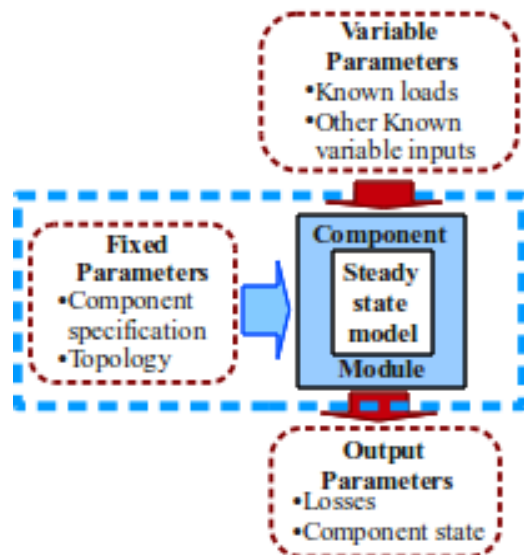 Variable
Parameters
•Known loads
•Other Known
variable inputs
Fixed
Parameters
•Component
specification
•Topology
Component
Steady
state
model
Module
Output
Parameters
•Losses
•Component state